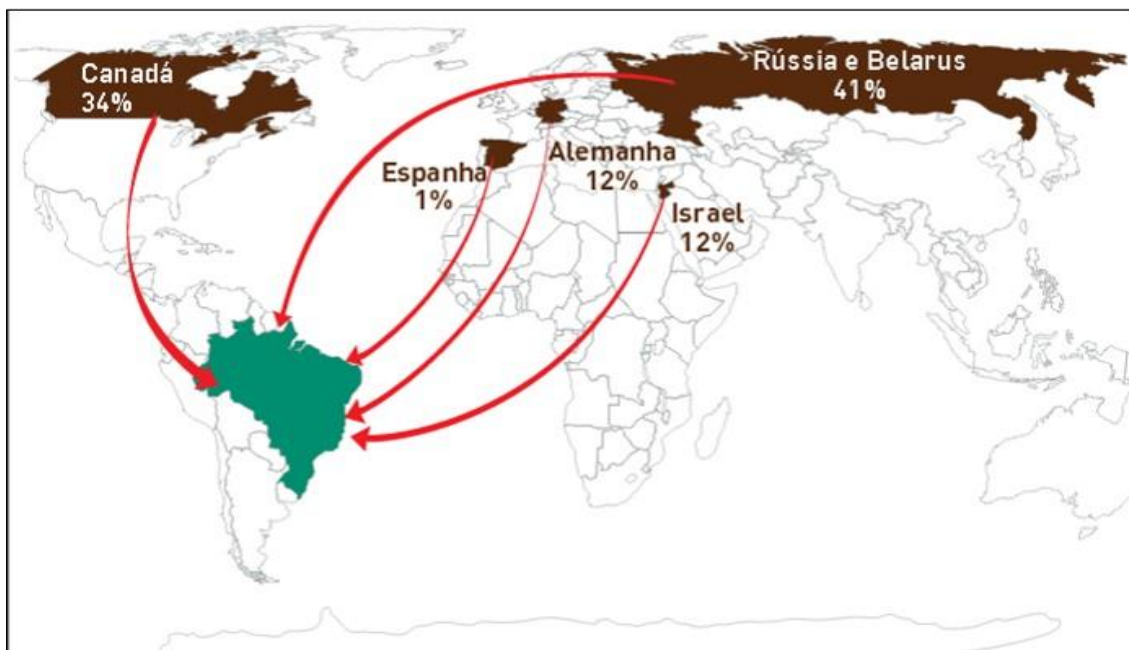 Canadá
34%
Rússia e Belarus
41%
Espanha
1%
Alemanha
12%
Israel
12%